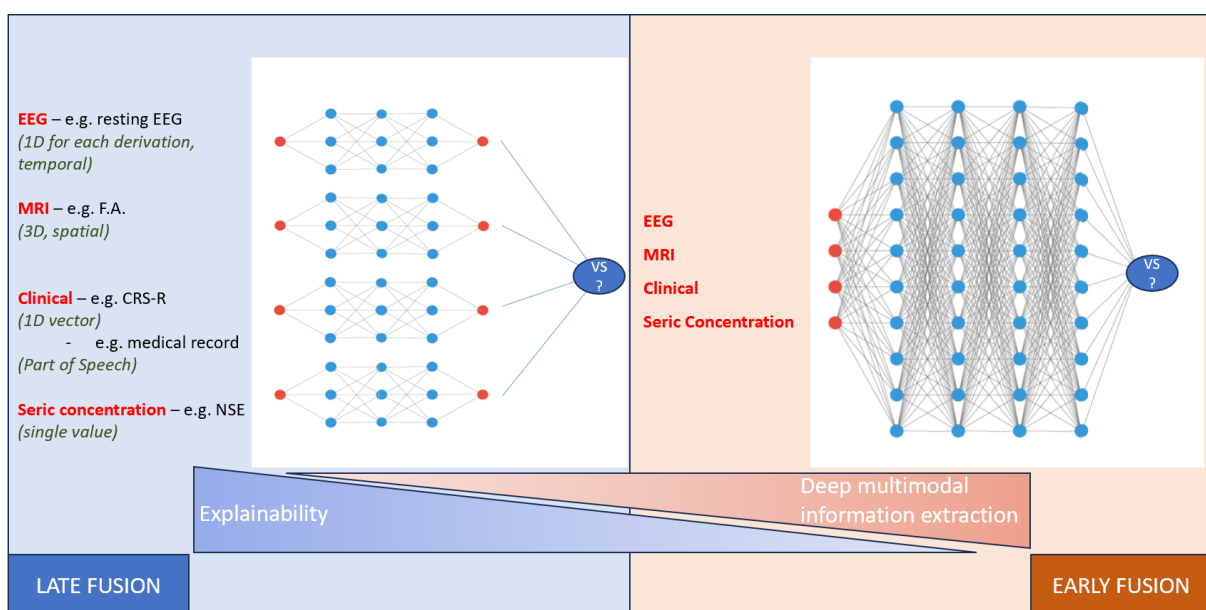 EEG – e.g. resting EEG
(1D for each derivation,
temporal)
MRI – e.g. F.A.
(3D, spatial)
Clinical – e.g. CRS-R
(1D vector)
- e.g. medical record
(Part of Speech)
Seric concentration – e.g. NSE
(single value)
VS
?
EEG
MRI
Clinical
Seric Concentration
VS
?
Explainability
Deep multimodal
information extraction
LATE FUSION
EARLY FUSION